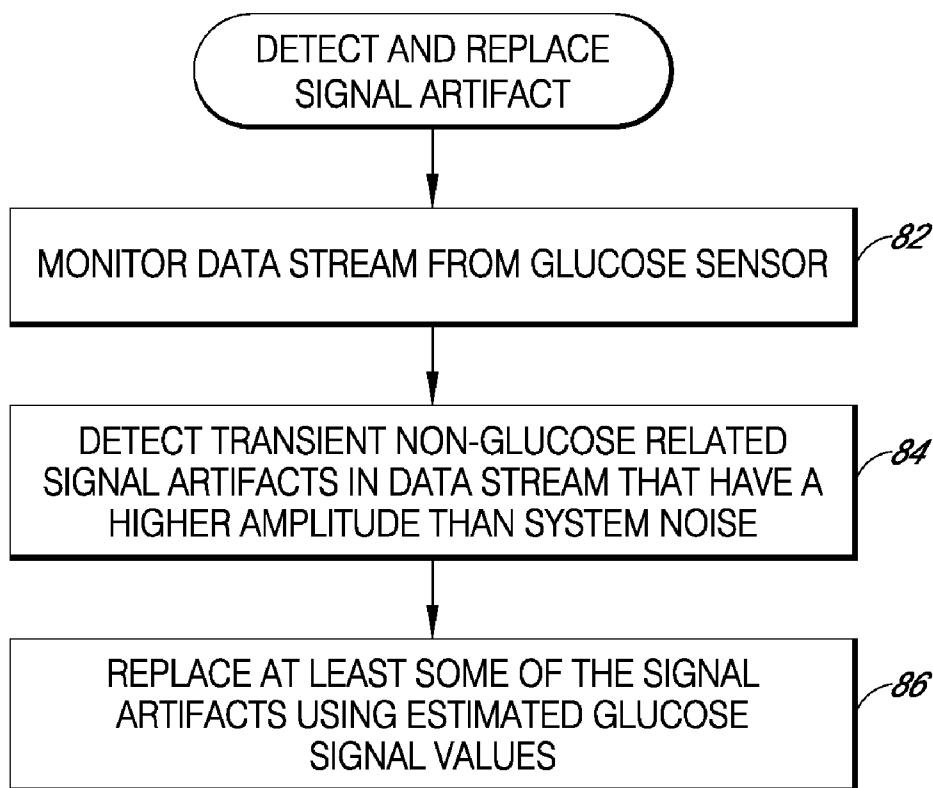 DETECT AND REPLACE
SIGNAL ARTIFACT
MONITOR DATA STREAM FROM GLUCOSE SENSOR
82
DETECT TRANSIENT NON-GLUCOSE RELATED
SIGNAL ARTIFACTS IN DATA STREAM THAT HAVE A
HIGHER AMPLITUDE THAN SYSTEM NOISE
84
REPLACE AT LEAST SOME OF THE SIGNAL
ARTIFACTS USING ESTIMATED GLUCOSE
SIGNAL VALUES
86